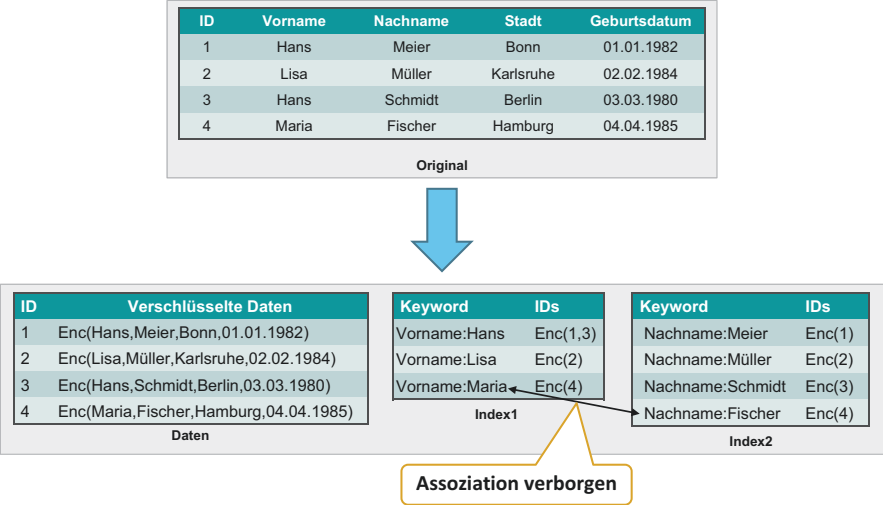 ID Vorname Nachname Stadt Geburtsdatum
1 Hans Meier Bonn 01.01.1982
2 Lisa Müller Karlsruhe 02.02.1984
3 Hans Schmidt Berlin 03.03.1980
4 Maria Fischer Hamburg 04.04.1985
Original
ID Verschlüsselte Daten
1 Enc(Hans,Meier,Bonn,01.01.1982)
2 Enc(Lisa,Müller,Karlsruhe,02.02.1984)
3 Enc(Hans,Schmidt,Berlin,03.03.1980)
4 Enc(Maria,Fischer,Hamburg,04.04.1985)
Daten
Keyword IDs
Vorname:Hans Enc(1,3)
Vorname:Lisa Enc(2)
Vorname:Maria Enc(4)
Index1
Keyword IDs
Nachname:Meier Enc(1)
Nachname:Müller Enc(2)
Nachname:Schmidt Enc(3)
Nachname:Fischer Enc(4)
Index2
Assoziation verborgen